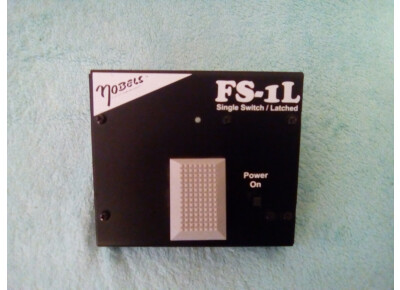 nobels
FS-1L
Single Switch / Latched
Power
On